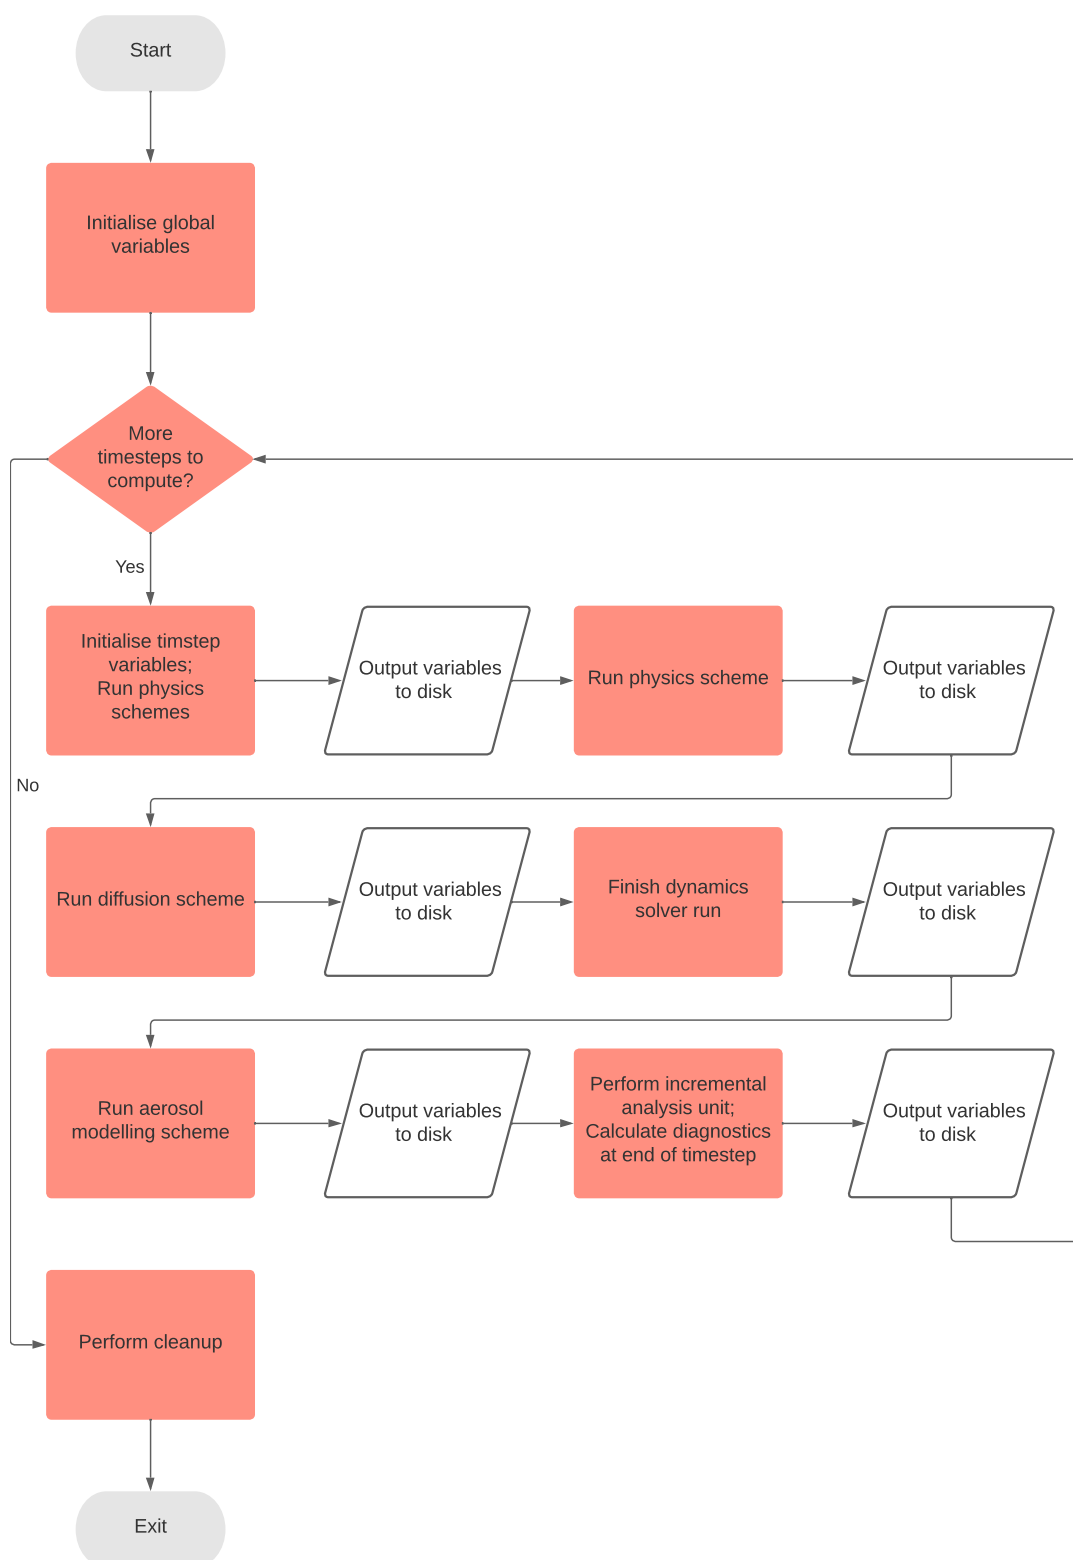 Start
Initialise global
variables
More
timesteps to
compute?
Yes
Initialise timstep
variables;
Run physics
schemes
Output variables
to disk
Run physics scheme
Output variables
to disk
No
Run diffusion scheme
Output variables
to disk
Finish dynamics
solver run
Output variables
to disk
Run aerosol
modelling scheme
Output variables
to disk
Perform incremental
analysis unit;
Calculate diagnostics
at end of timestep
Output variables
to disk
Perform cleanup
Exit